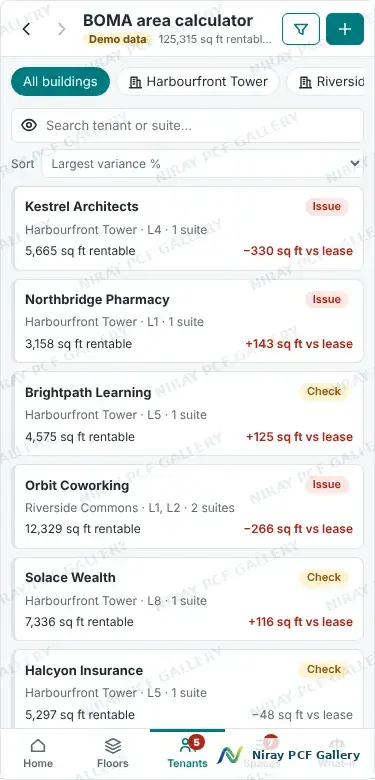 BOMA area calculator
Demo data 125,315 sq ft rentabl...
All buildings Harbourfront Tower Riversid
Search tenant or suite...
Sort Largest variance %
Kestrel Architects Issue
Harbourfront Tower · L4 · 1 suite
5,665 sq ft rentable −330 sq ft vs lease
Northbridge Pharmacy Issue
Harbourfront Tower · L1 · 1 suite
3,158 sq ft rentable +143 sq ft vs lease
Brightpath Learning Check
Harbourfront Tower · L5 · 1 suite
4,575 sq ft rentable +125 sq ft vs lease
Orbit Coworking Issue
Riverside Commons · L1, L2 · 2 suites
12,329 sq ft rentable −266 sq ft vs lease
Solace Wealth Check
Harbourfront Tower · L8 · 1 suite
7,336 sq ft rentable +116 sq ft vs lease
Halcyon Insurance Check
Harbourfront Tower · L5 · 1 suite
5,297 sq ft rentable −48 sq ft vs lease
5 7
Home Floors Tenants Niray PCF Gallery
NIRAY PCF GALLERY